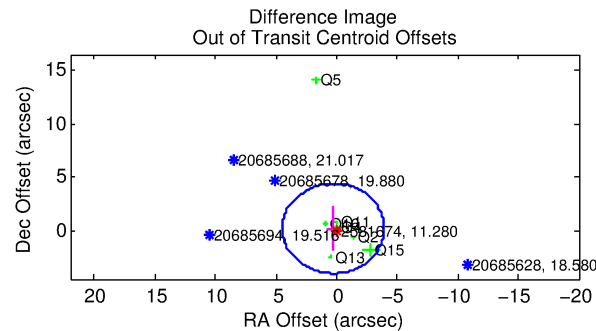 Difference Image
Out of Transit Centroid Offsets
Dec Offset (arcsec)
15
10
5
0
Q5
20685688, 21.017
20685678, 19.880
Q11
20685694, 19.516
11.280
Q2
Q15
Q13
20685628, 18.580
20
15
10
5
0
−5
−10
−15
−20
RA Offset (arcsec)